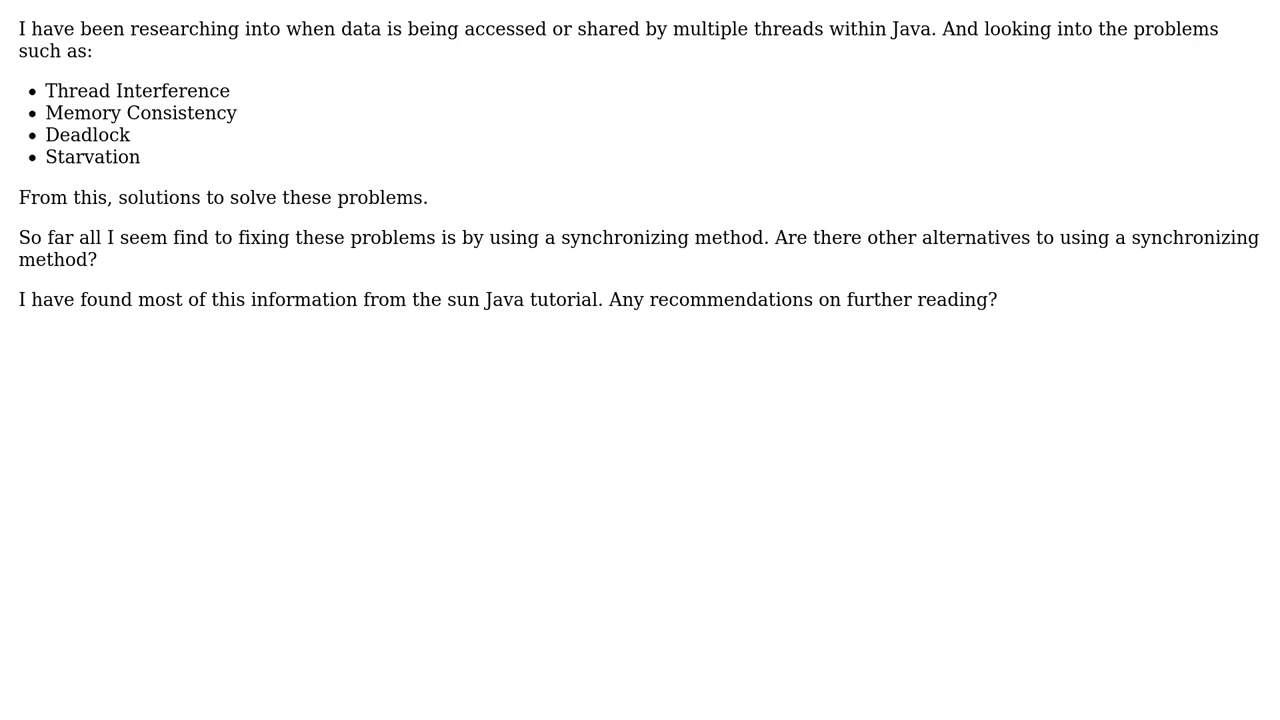 I have been researching into when data is being accessed or shared by multiple threads within Java. And looking into the problems
such as:
• Thread Interference
• Memory Consistency
• Deadlock
• Starvation
From this, solutions to solve these problems.
So far all I seem find to fixing these problems is by using a synchronizing method. Are there other alternatives to using a synchronizing
method?
I have found most of this information from the sun Java tutorial. Any recommendations on further reading?